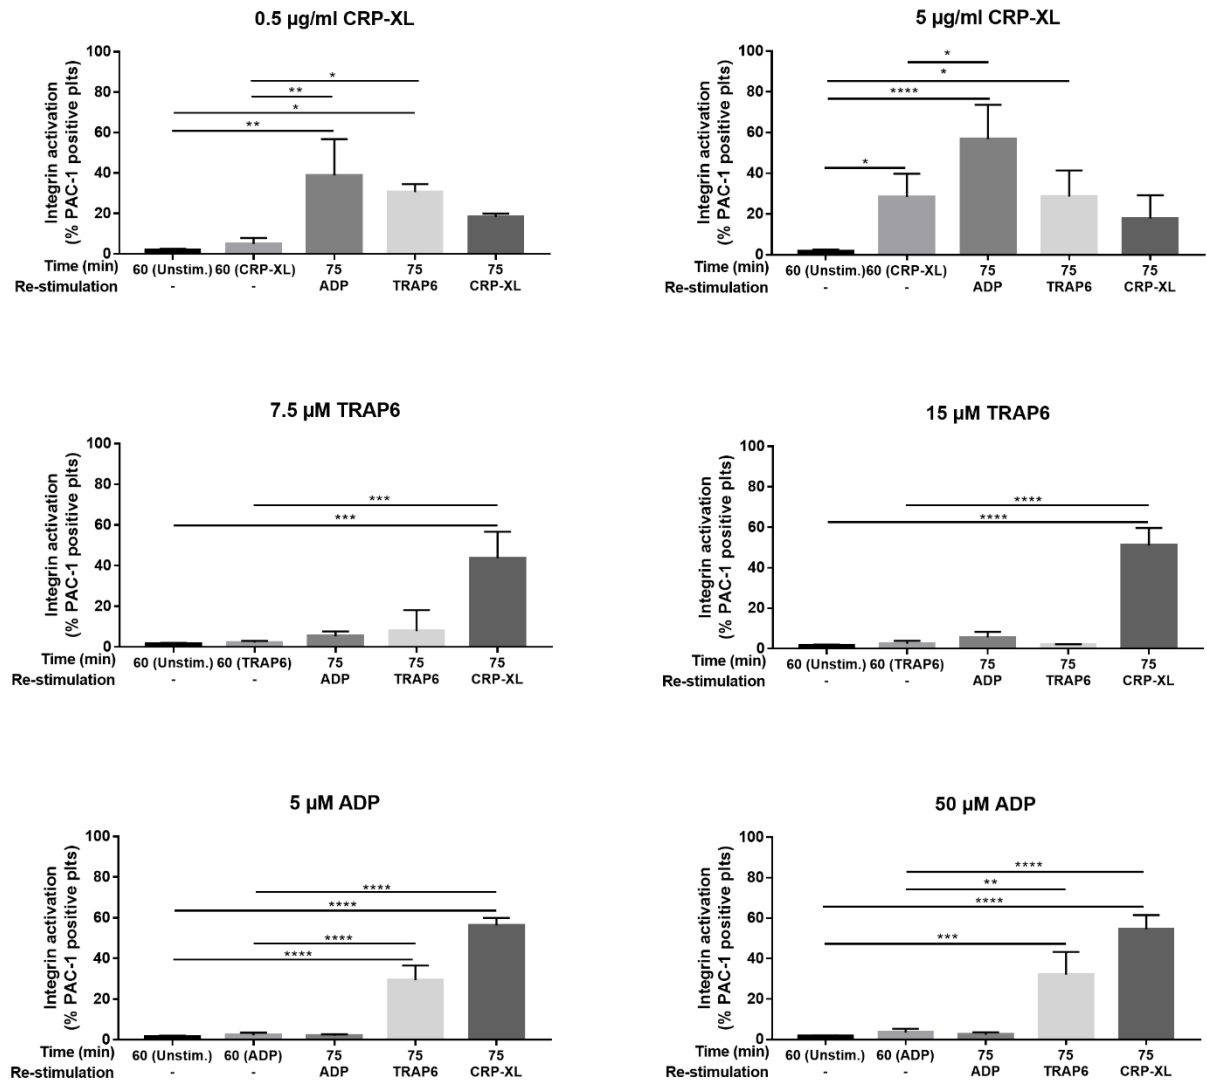 0.5 µg/ml CRP-XL
Integrin activation
(% PAC-1 positive plts)
100
80
60
40
20
0
*
**
*
**
Time (min) 60 (Unstim.) 60 (CRP-XL) 75 75 75
Re-stimulation - - ADP TRAP6 CRP-XL
5 µg/ml CRP-XL
Integrin activation
(% PAC-1 positive plts)
100
80
60
40
20
0
*
*
****
*
Time (min) 60 (Unstim.) 60 (CRP-XL) 75 75 75
Re-stimulation - - ADP TRAP6 CRP-XL
7.5 µM TRAP6
Integrin activation
(% PAC-1 positive plts)
100
80
60
40
20
0
***
***
Time (min) 60 (Unstim.) 60 (TRAP6) 75 75 75
Re-stimulation - - ADP TRAP6 CRP-XL
15 µM TRAP6
Integrin activation
(% PAC-1 positive plts)
100
80
60
40
20
0
****
****
Time (min) 60 (Unstim.) 60 (TRAP6) 75 75 75
Re-stimulation - - ADP TRAP6 CRP-XL
5 µM ADP
Integrin activation
(% PAC-1 positive plts)
100
80
60
40
20
0
****
****
****
****
Time (min) 60 (Unstim.) 60 (ADP) 75 75 75
Re-stimulation - - ADP TRAP6 CRP-XL
50 µM ADP
Integrin activation
(% PAC-1 positive plts)
100
80
60
40
20
0
****
**
****
***
Time (min) 60 (Unstim.) 60 (ADP) 75 75 75
Re-stimulation - - ADP TRAP6 CRP-XL